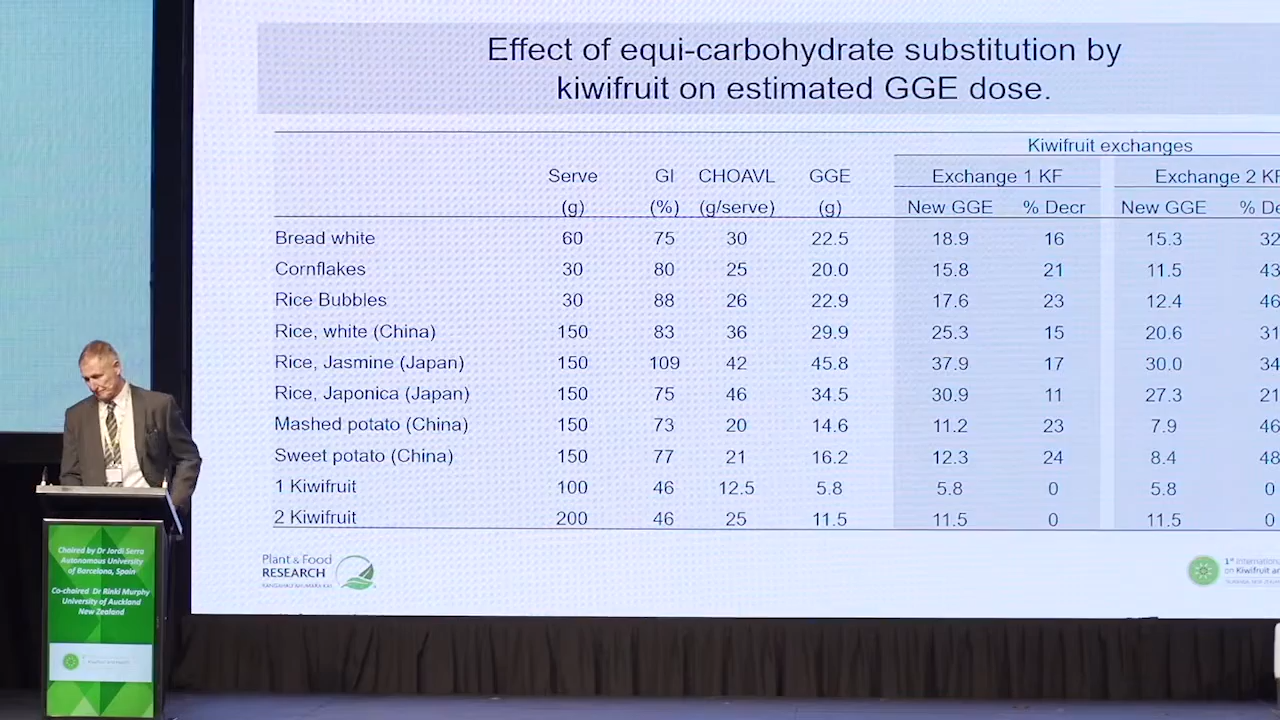 Effect of equi-carbohydrate substitution by
kiwifruit on estimated GGE dose.
Kiwifruit exchanges
Serve GI CHOAVL GGE Exchange 1 KF Exchange 2 KF
(g) (%) (g/serve) (g) New GGE % Decr New GGE % De
Bread white 60 75 30 22.5 18.9 16 15.3 32
Cornflakes 30 80 25 20.0 15.8 21 11.5 43
Rice Bubbles 30 88 26 22.9 17.6 23 12.4 46
Rice, white (China) 150 83 36 29.9 25.3 15 20.6 31
Rice, Jasmine (Japan) 150 109 42 45.8 37.9 17 30.0 34
Rice, Japonica (Japan) 150 75 46 34.5 30.9 11 27.3 21
Mashed potato (China) 150 73 20 14.6 11.2 23 7.9 46
Sweet potato (China) 150 77 21 16.2 12.3 24 8.4 48
1 Kiwifruit 100 46 12.5 5.8 5.8 0 5.8 0
2 Kiwifruit 200 46 25 11.5 11.5 0 11.5 0
Plant & Food
RESEARCH
1st International
on Kiwifruit an
Chaired by Dr Jordi Serra
Autonomous University
of Barcelona, Spain
Co-chaired Dr Rinki Murphy
University of Auckland
New Zealand